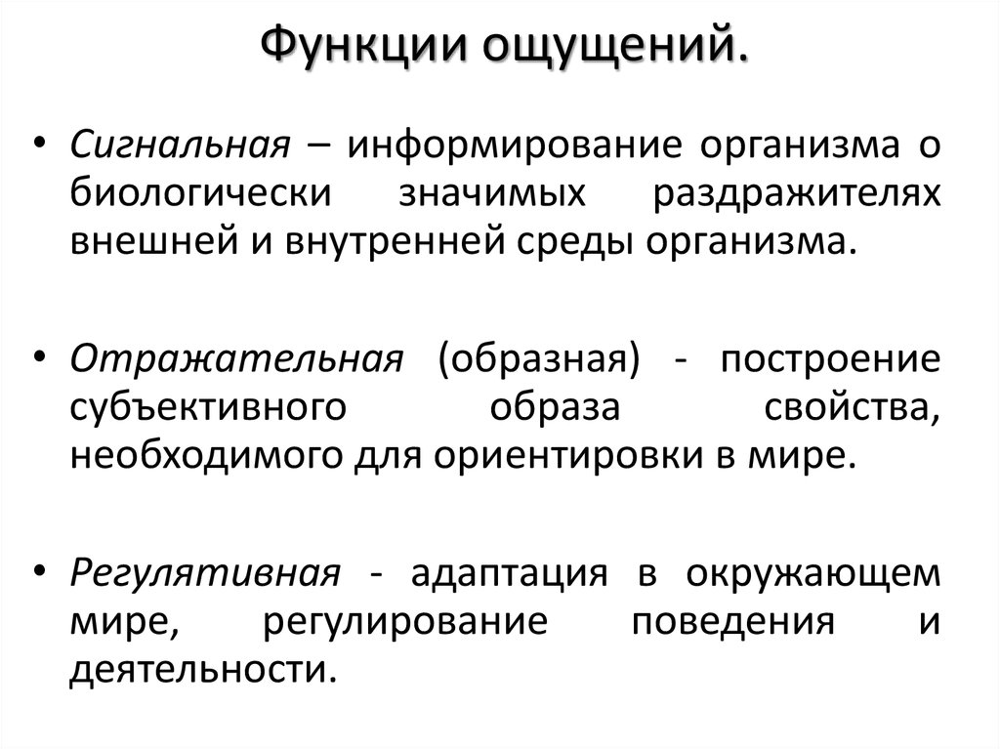 Функции ощущений.
• Сигнальная – информирование организма о
биологически значимых раздражителях
внешней и внутренней среды организма.
• Отражательная (образная) - построение
субъективного образа свойства,
необходимого для ориентировки в мире.
• Регулятивная - адаптация в окружающем
мире, регулирование поведения и
деятельности.